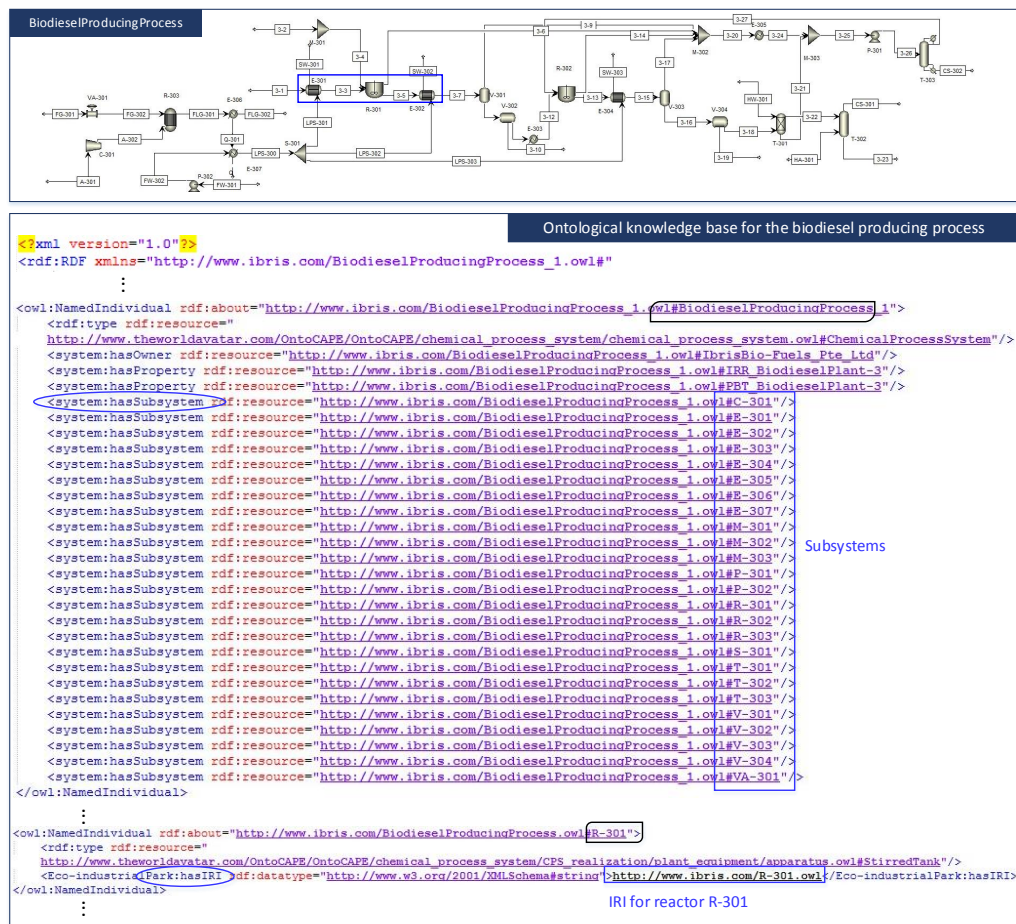 BiodieselProducingProcess
3-2
M-301
3-4
SW-301
E-301
3-1
3-3
R-301
SW-302
3-5
E-302
3-7
V-301
V-302
E-303
3-10
3-12
3-6
R-302
3-9
3-14
SW-303
3-13
E-304
3-15
3-17
V-303
3-16
M-302
3-20
E-305
3-24
3-27
M-303
3-25
P-301
3-26
T-303
CS-302
V-304
3-18
3-19
HW-301
3-21
T-301
3-22
CS-301
T-302
HA-301
3-23
VA-301
R-303
E-306
FG-301
FG-302
FLG-301
FLG-302
A-302
C-301
A-301
Q-301
LPS-300
S-301
LPS-301
LPS-302
LPS-303
FW-302
P-302
Q
FW-301
E-307
Ontological knowledge base for the biodiesel producing process
<?xml version="1.0"?>
<rdf:RDF xmlns="http://www.ibris.com/BiodieselProducingProcess_1.owl#"
<owl:NamedIndividual rdf:about="http://www.ibris.com/BiodieselProducingProcess_1.owl#BiodieselProducingProcess_1">
<rdf:type rdf:resource="
http://www.theworldavatar.com/OntoCAPE/OntoCAPE/chemical_process_system/chemical_process_system.owl#ChemicalProcessSystem"/>
<system:hasOwner rdf:resource="http://www.ibris.com/BiodieselProducingProcess_1.owl#IbrisBio-Fuels_Pte_Ltd"/>
<system:hasProperty rdf:resource="http://www.ibris.com/BiodieselProducingProcess_1.owl#IRR_BiodieselPlant-3"/>
<system:hasProperty rdf:resource="http://www.ibris.com/BiodieselProducingProcess_1.owl#PBT_BiodieselPlant-3"/>
<system:hasSubsystem rdf:resource="http://www.ibris.com/BiodieselProducingProcess_1.owl#C-301"/>
<system:hasSubsystem rdf:resource="http://www.ibris.com/BiodieselProducingProcess_1.owl#E-301"/>
<system:hasSubsystem rdf:resource="http://www.ibris.com/BiodieselProducingProcess_1.owl#E-302"/>
<system:hasSubsystem rdf:resource="http://www.ibris.com/BiodieselProducingProcess_1.owl#E-303"/>
<system:hasSubsystem rdf:resource="http://www.ibris.com/BiodieselProducingProcess_1.owl#E-304"/>
<system:hasSubsystem rdf:resource="http://www.ibris.com/BiodieselProducingProcess_1.owl#E-305"/>
<system:hasSubsystem rdf:resource="http://www.ibris.com/BiodieselProducingProcess_1.owl#E-306"/>
<system:hasSubsystem rdf:resource="http://www.ibris.com/BiodieselProducingProcess_1.owl#E-307"/>
<system:hasSubsystem rdf:resource="http://www.ibris.com/BiodieselProducingProcess_1.owl#M-301"/>
<system:hasSubsystem rdf:resource="http://www.ibris.com/BiodieselProducingProcess_1.owl#M-302"/>
<system:hasSubsystem rdf:resource="http://www.ibris.com/BiodieselProducingProcess_1.owl#M-303"/>
<system:hasSubsystem rdf:resource="http://www.ibris.com/BiodieselProducingProcess_1.owl#P-301"/>
<system:hasSubsystem rdf:resource="http://www.ibris.com/BiodieselProducingProcess_1.owl#P-302"/>
<system:hasSubsystem rdf:resource="http://www.ibris.com/BiodieselProducingProcess_1.owl#R-301"/>
<system:hasSubsystem rdf:resource="http://www.ibris.com/BiodieselProducingProcess_1.owl#R-302"/>
<system:hasSubsystem rdf:resource="http://www.ibris.com/BiodieselProducingProcess_1.owl#R-303"/>
<system:hasSubsystem rdf:resource="http://www.ibris.com/BiodieselProducingProcess_1.owl#S-301"/>
<system:hasSubsystem rdf:resource="http://www.ibris.com/BiodieselProducingProcess_1.owl#T-301"/>
<system:hasSubsystem rdf:resource="http://www.ibris.com/BiodieselProducingProcess_1.owl#T-302"/>
<system:hasSubsystem rdf:resource="http://www.ibris.com/BiodieselProducingProcess_1.owl#T-303"/>
<system:hasSubsystem rdf:resource="http://www.ibris.com/BiodieselProducingProcess_1.owl#V-301"/>
<system:hasSubsystem rdf:resource="http://www.ibris.com/BiodieselProducingProcess_1.owl#V-302"/>
<system:hasSubsystem rdf:resource="http://www.ibris.com/BiodieselProducingProcess_1.owl#V-303"/>
<system:hasSubsystem rdf:resource="http://www.ibris.com/BiodieselProducingProcess_1.owl#V-304"/>
<system:hasSubsystem rdf:resource="http://www.ibris.com/BiodieselProducingProcess_1.owl#VA-301"/>
Subsystems
</owl:NamedIndividual>
<owl:NamedIndividual rdf:about="http://www.ibris.com/BiodieselProducingProcess.owl#R-301">
<rdf:type rdf:resource="
http://www.theworldavatar.com/OntoCAPE/OntoCAPE/chemical_process_system/CPS_realization/plant_equipment/apparatus.owl#StirredTank"/>
<Eco-industrialPark:hasIRI rdf:datatype="http://www.w3.org/2001/XMLSchema#string">http://www.ibris.com/R-301.owl</Eco-industrialPark:hasIRI>
</owl:NamedIndividual>
IRI for reactor R-301